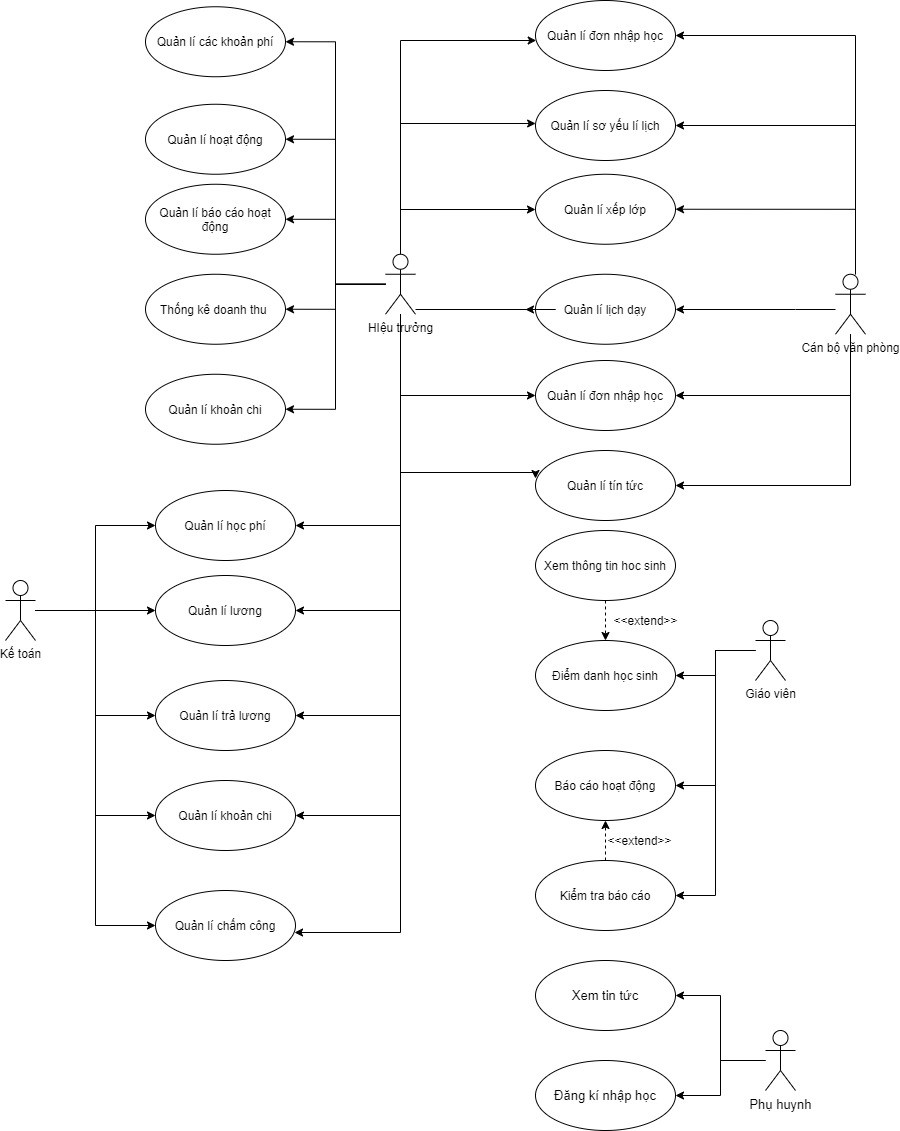 Quản lí các khoản phí
Quản lí hoạt động
Quản lí báo cáo hoạt
động
Thống kê doanh thu
Quản lí khoản chi
Hiệu trưởng
Quản lí đơn nhập học
Quản lí sơ yếu lí lịch
Quản lí xếp lớp
Quản lí lịch dạy
Quản lí đơn nhập học
Quản lí tín tức
Cán bộ văn phòng
Quản lí học phí
Quản lí lương
Quản lí trả lương
Quản lí khoản chi
Quản lí chấm công
Kế toán
Xem thông tin hoc sinh
<<extend>>
Điểm danh học sinh
Giáo viên
Báo cáo hoạt động
<<extend>>
Kiểm tra báo cáo
Xem tin tức
Đăng kí nhập học
Phụ huynh